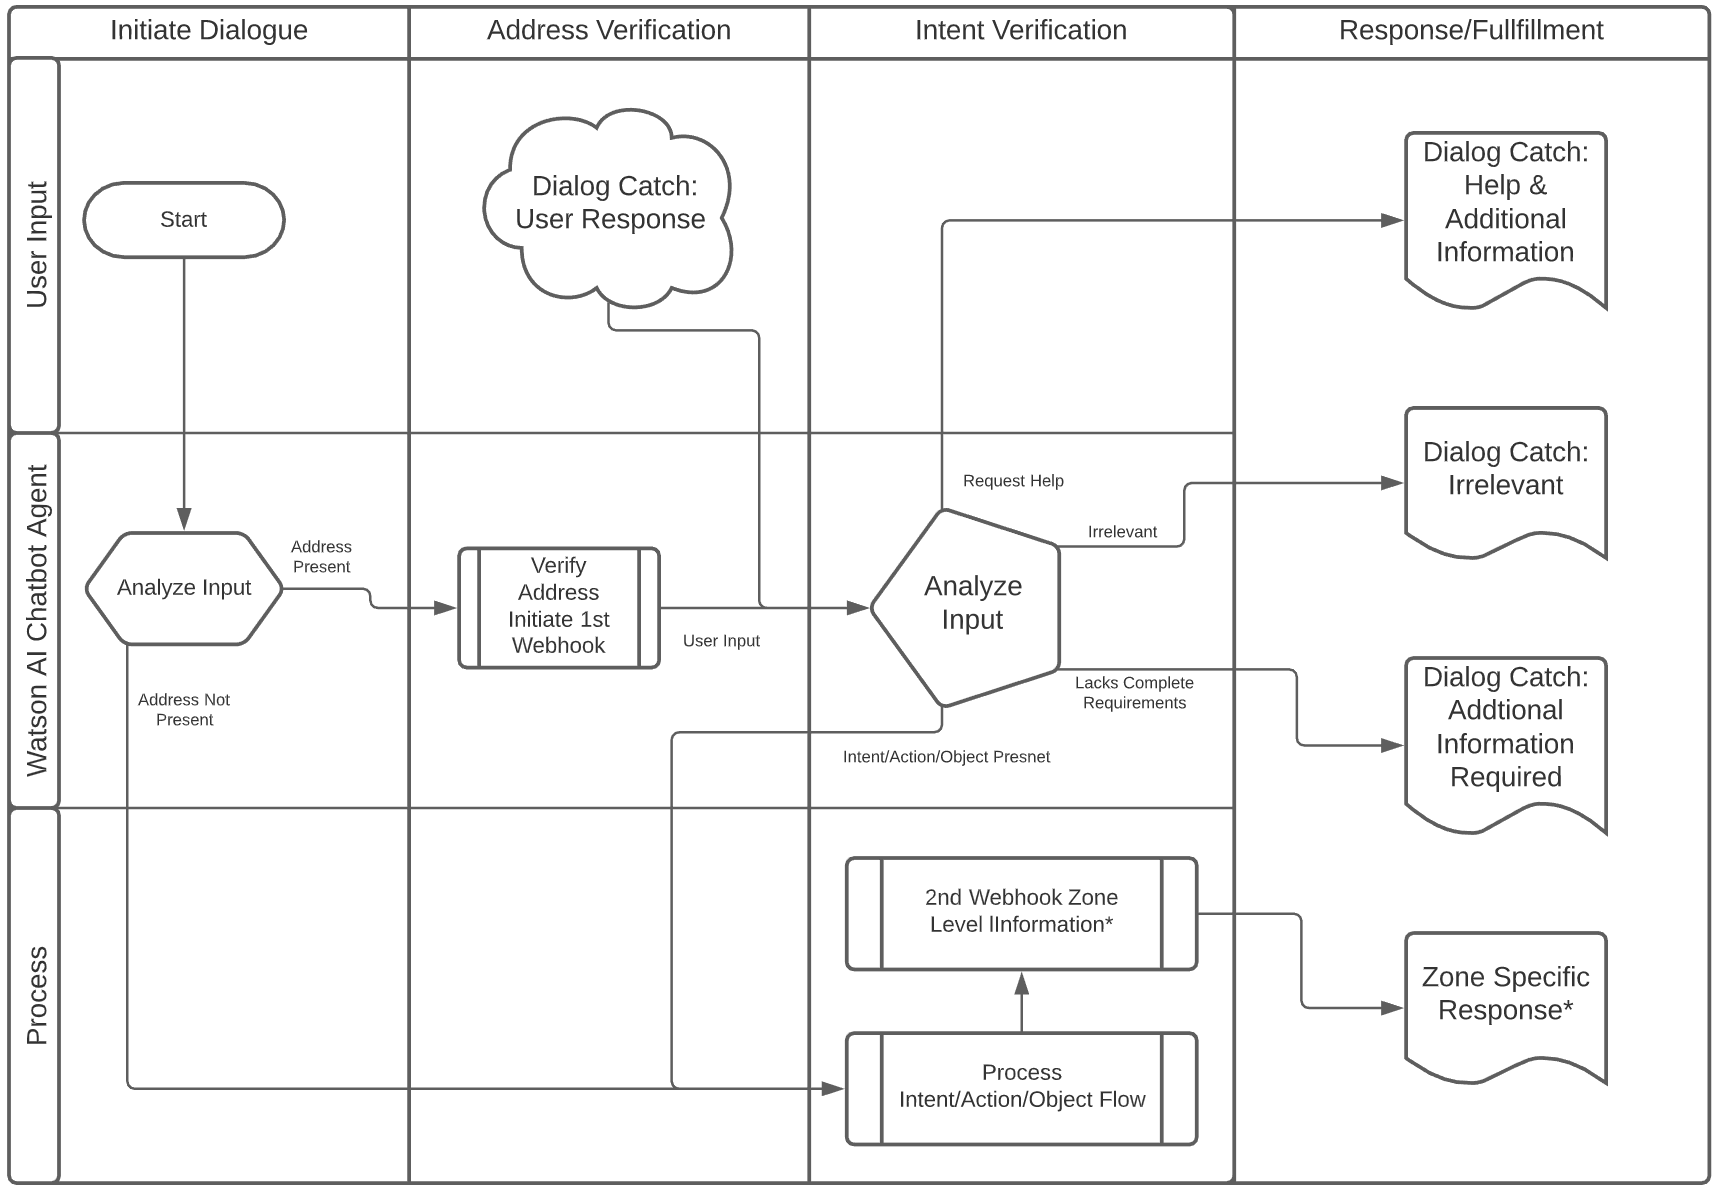 Initiate Dialogue
Address Verification
Intent Verification
Response/Fullfillment
User Input
Start
Dialog Catch:
User Response
Dialog Catch:
Help &
Additional
Information
Watson AI Chatbot Agent
Analyze Input
Address
Present
Address Not
Present
Verify
Address
Initiate 1st
Webhook
User Input
Analyze
Input
Request Help
Irrelevant
Lacks Complete
Requirements
Intent/Action/Object Presnet
Dialog Catch:
Irrelevant
Dialog Catch:
Addtional
Information
Required
Process
2nd Webhook Zone
Level lInformation*
Process
Intent/Action/Object Flow
Zone Specific
Response*